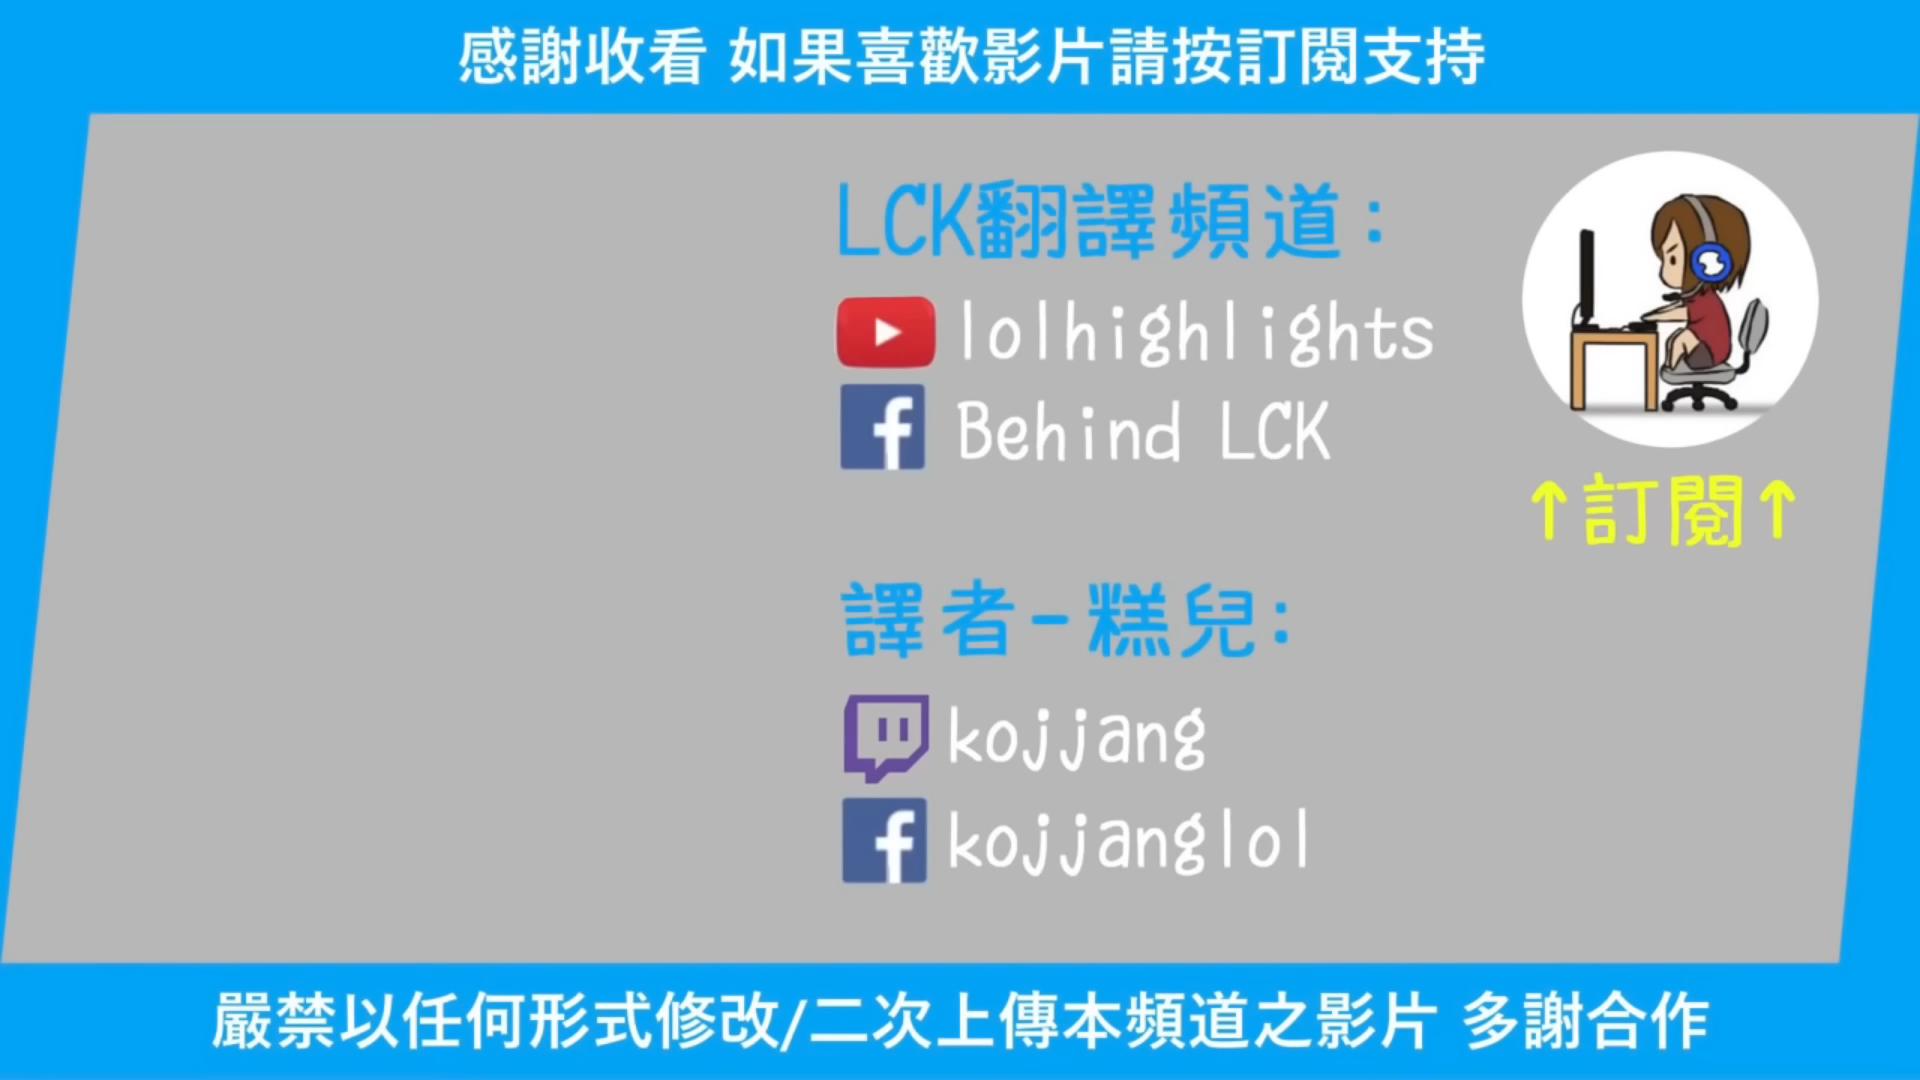 感謝收看 如果喜歡影片請按訂閱支持
LCK翻譯頻道:
lolhighlights
Behind LCK
↑訂閱↑
譯者-糕兒:
kojjang
kojjanglol
嚴禁以任何形式修改/二次上傳本頻道之影片 多謝合作